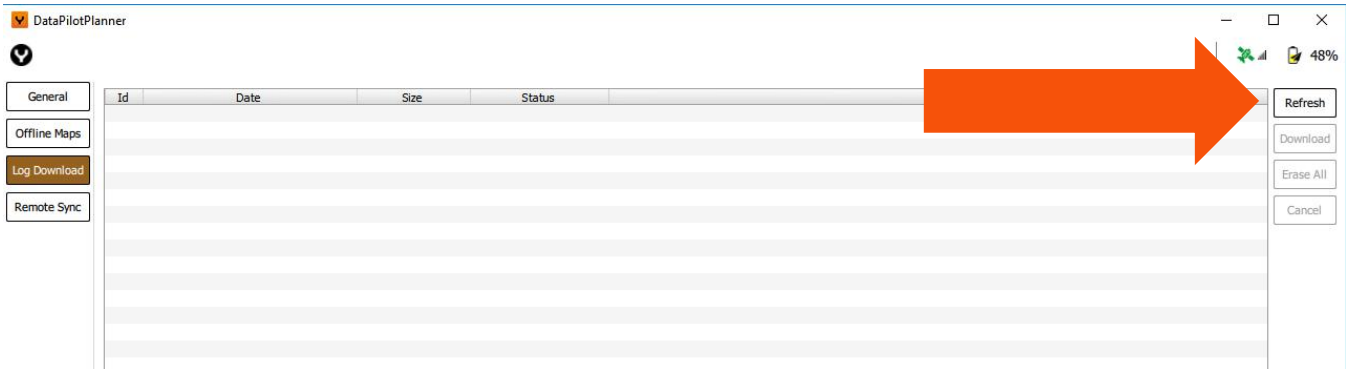 DataPilotPlanner
48%
General
Offline Maps
Log Download
Remote Sync
Id Date Size Status
Refresh
Download
Erase All
Cancel